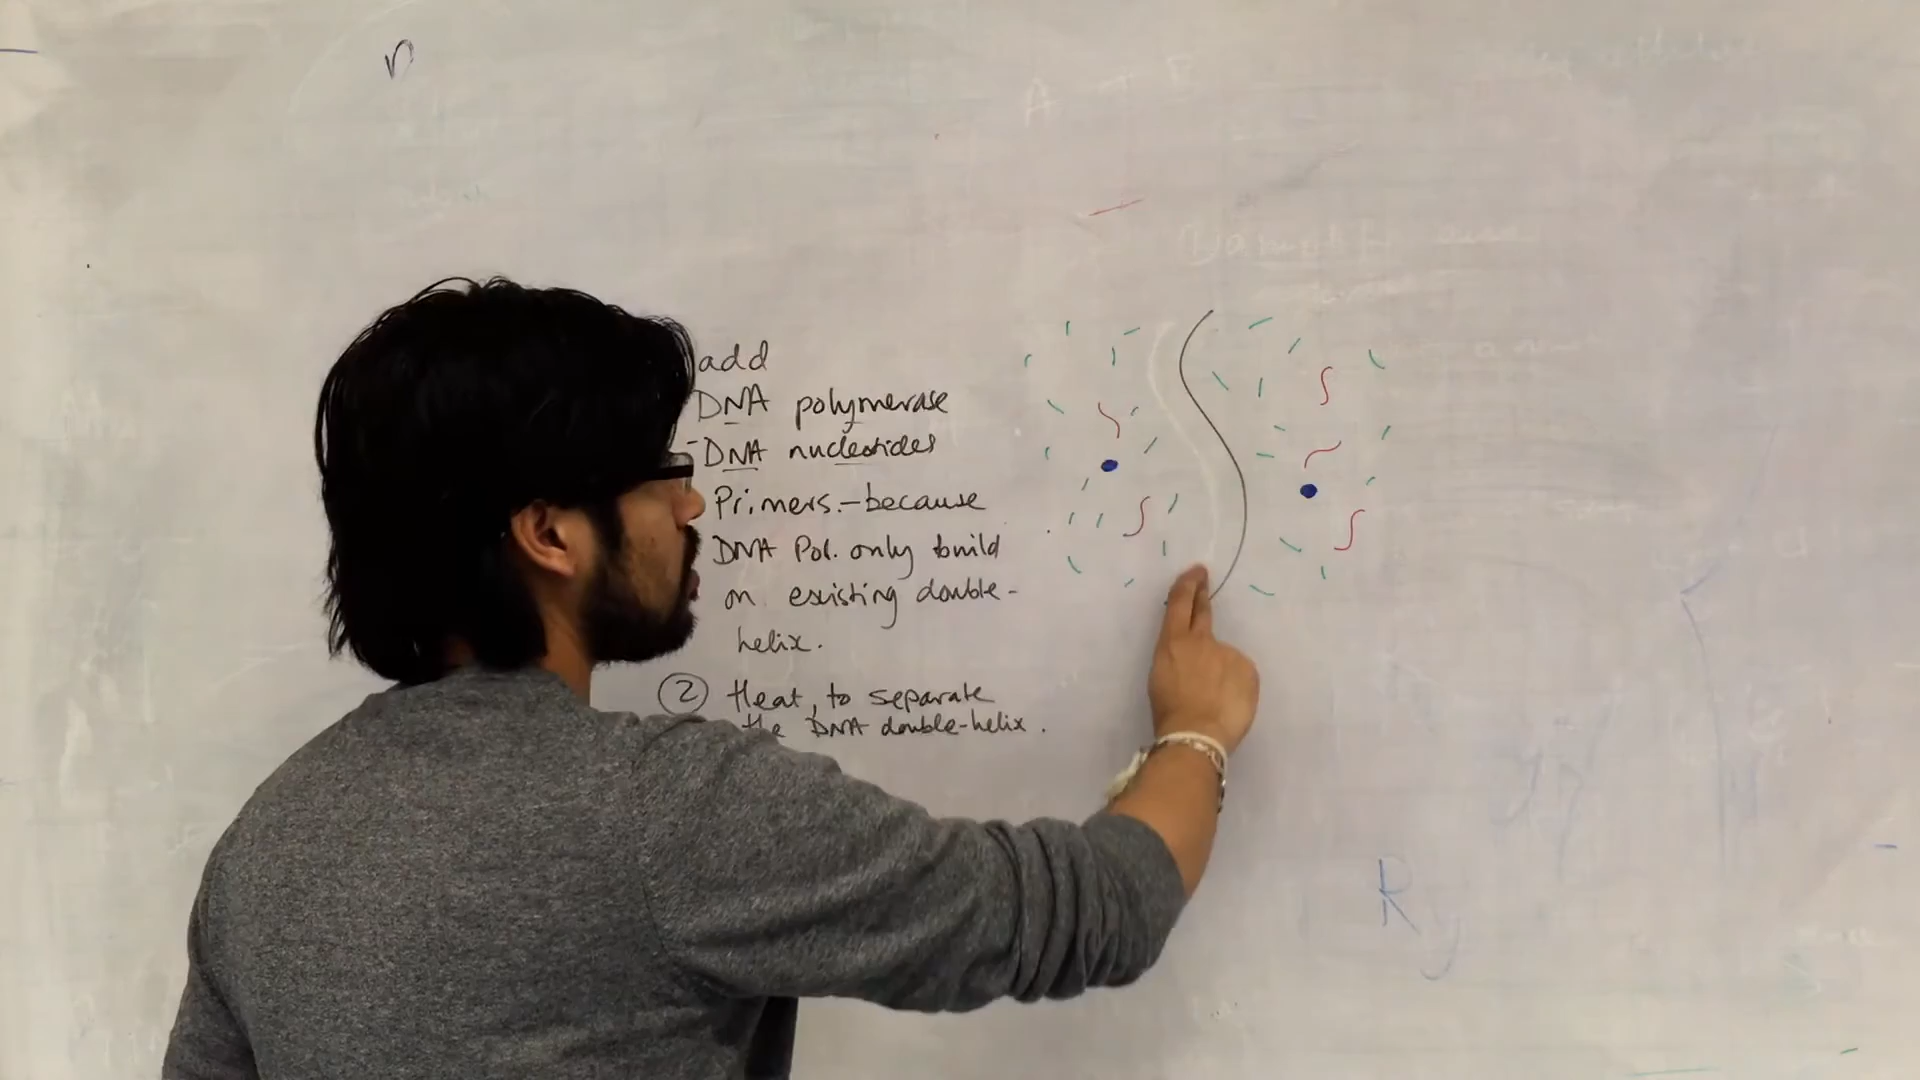 n
A
add
DNA polymerase
-DNA nucleotides
Primers.-because
DNA Pol. only build
on existing double-
helix.
② Heat, to separate
the DNA double-helix.
Ry